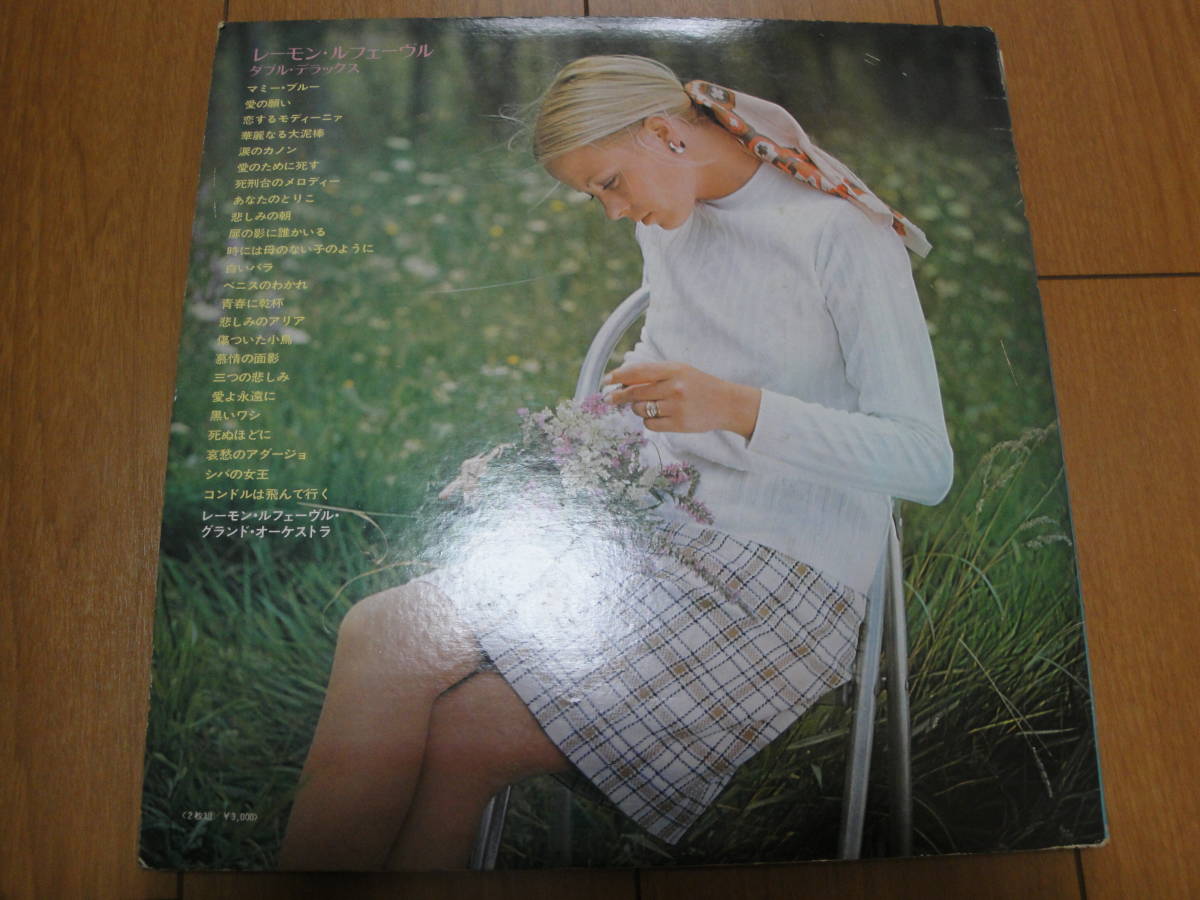 レーモン・ルフェーヴル
ダブル・デラックス
マミー・ブルー
愛の願い
恋するモディーニァ
華麗なる大泥棒
涙のカノン
愛のために死す
死刑台のメロディー
あなたのとりこ
悲しみの朝
扉の影に誰かいる
時には母のない子のように
白いバラ
ベニスのわかれ
青春に乾杯
悲しみのアリア
傷ついた小鳥
慕情の面影
三つの悲しみ
愛よ永遠に
黒いワシ
死ぬほどに
哀愁のアダージョ
シバの女王
コンドルは飛んで行く
レーモン・ルフェーヴル・
グランド・オーケストラ
〈2枚組／¥3,000〉